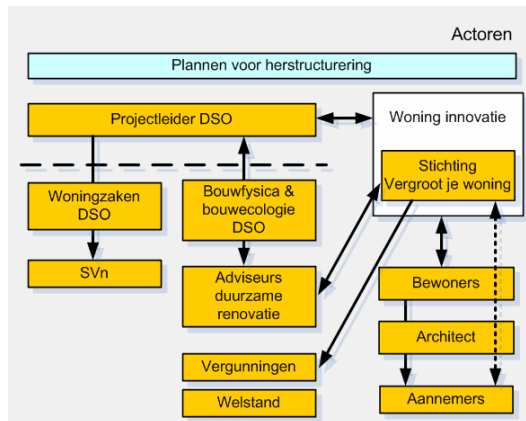 Actoren
Plannen voor herstructurering
Projectleider DSO
Woning innovatie
Stichting
Vergroot je woning
Woningzaken
DSO
Bouwfysica &
bouwecologie
DSO
SVn
Adviseurs
duurzame
renovatie
Bewoners
Architect
Vergunningen
Welstand
Aannemers